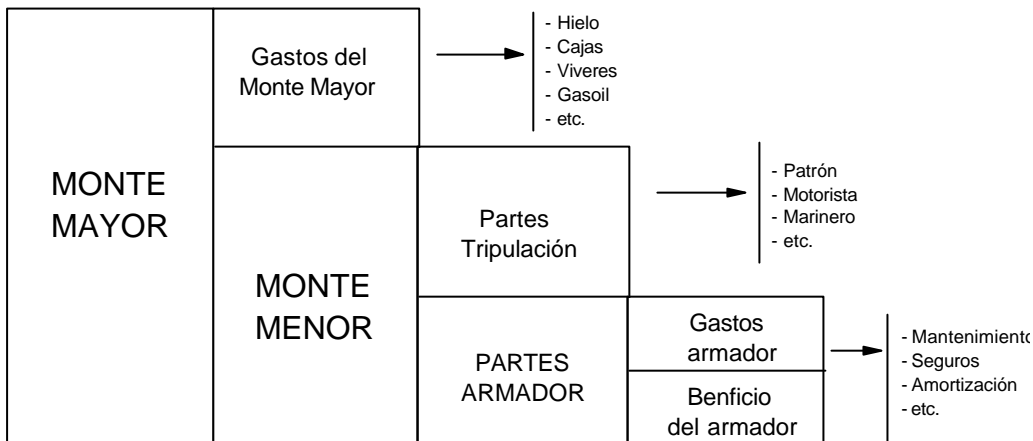 MONTE
MAYOR
Gastos del
Monte Mayor
- Hielo
- Cajas
- Viveres
- Gasoil
- etc.
MONTE
MENOR
Partes
Tripulación
- Patrón
- Motorista
- Marinero
- etc.
PARTES
ARMADOR
Gastos
armador
- Mantenimiento
- Seguros
- Amortización
- etc.
Benficio
del armador